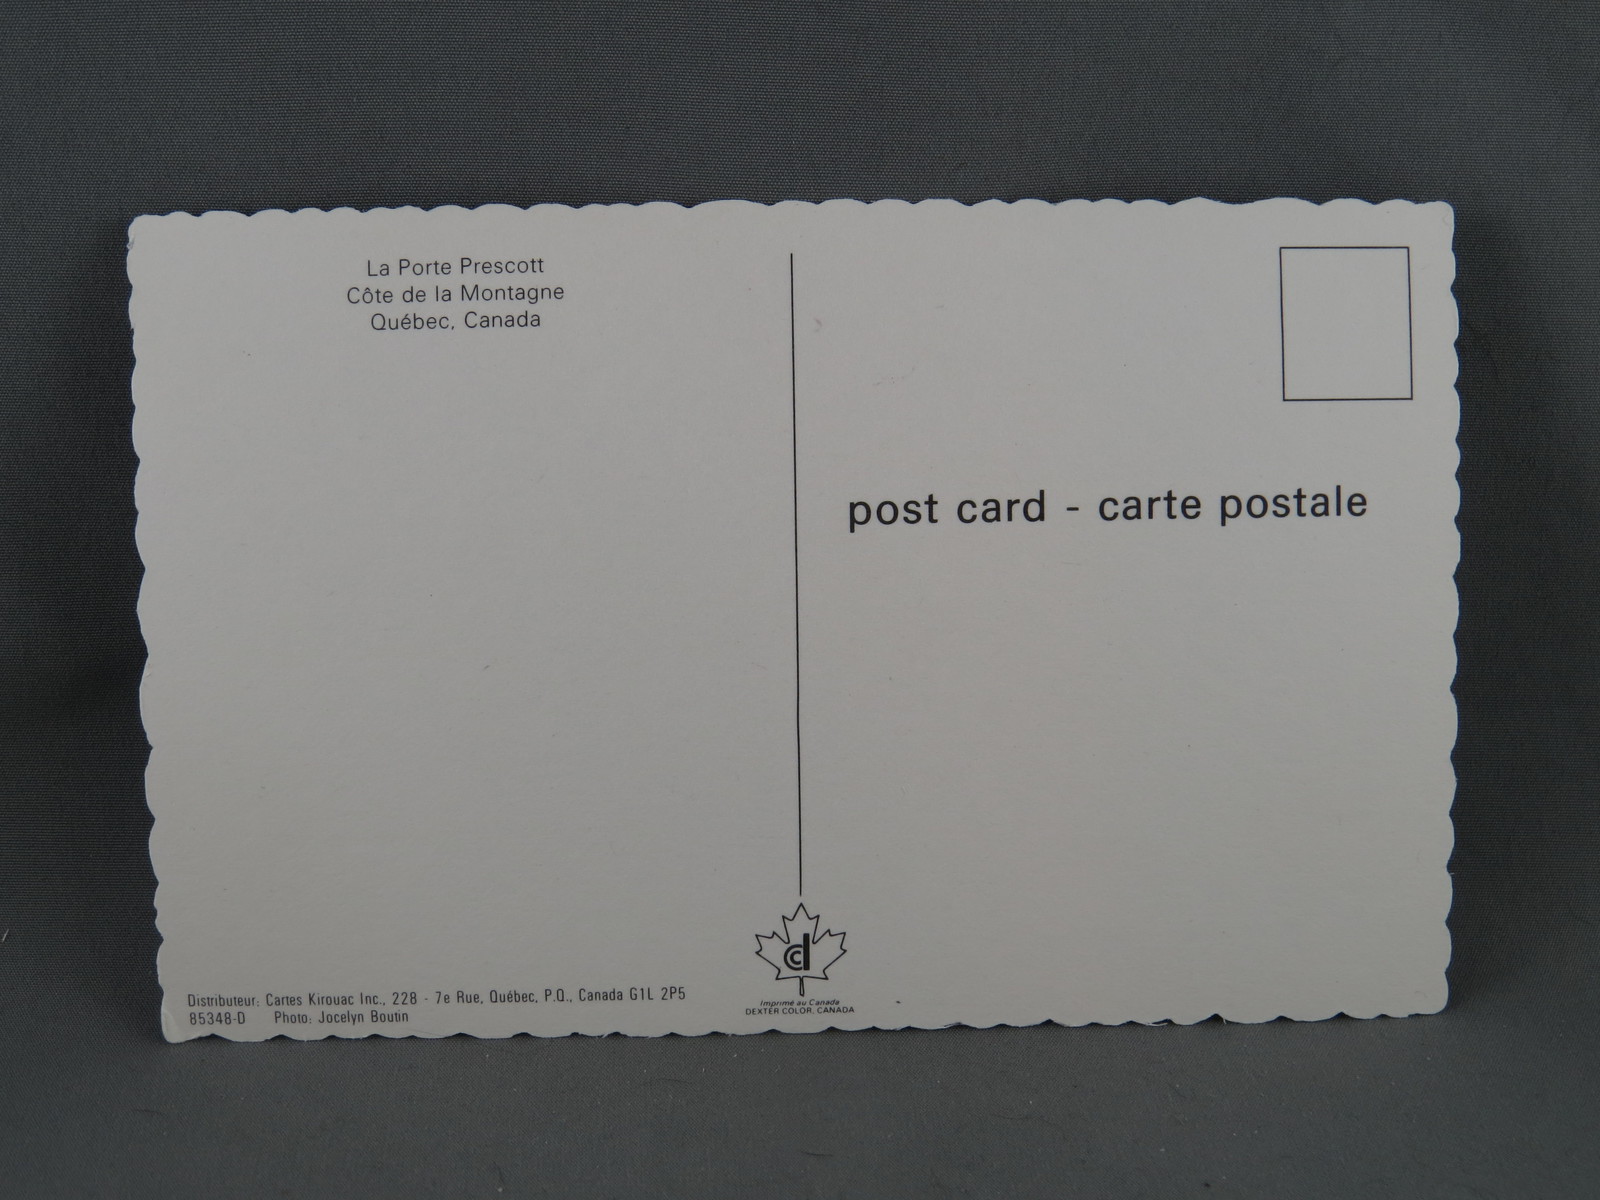 La Porte Prescott
Côte de la Montagne
Québec, Canada
post card - carte postale
Distributeur: Cartes Kirouac Inc., 228 - 7e Rue, Québec, P.Q., Canada G1L 2P5
85348-D Photo: Jocelyn Boutin
cd
Imprimé au Canada
DEXTER COLOR, CANADA